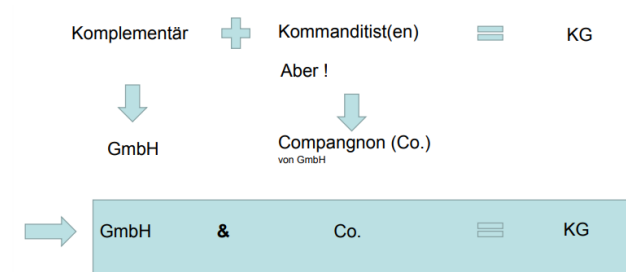 Komplementär Kommanditist(en) KG
Aber !
GmbH Compangnon (Co.)
von GmbH
GmbH & Co. KG